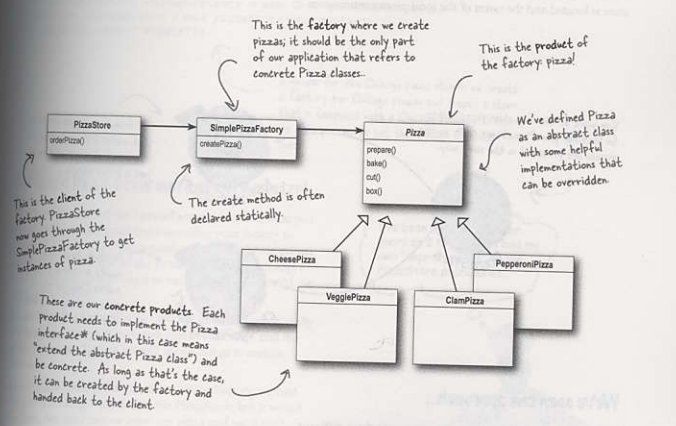 This is the factory where we create
pizzas; it should be the only part
of our application that refers to
concrete Pizza classes.
This is the product of
the factory: pizza!
PizzaStore
orderPizza()
SimplePizzaFactory
createPizza()
Pizza
prepare()
bake()
cut()
box()
We've defined Pizza
as an abstract class
with some helpful
implementations that
can be overridden.
This is the client of the
factory. PizzaStore
now goes through the
SimplePizzaFactory to get
instances of pizza.
The create method is often
declared statically.
CheesePizza
VeggiePizza
ClamPizza
PepperoniPizza
These are our concrete products. Each
product needs to implement the Pizza
interface* (which in this case means
"extend the abstract Pizza class") and
be concrete. As long as that's the case,
it can be created by the factory and
handed back to the client.